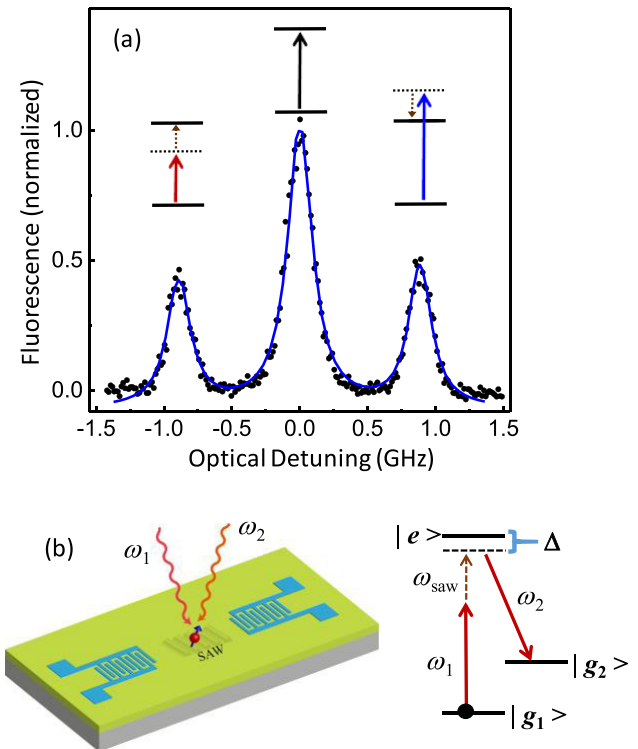 (a)
Fluorescence (normalized)
1.0
0.5
0.0
-1.5 -1.0 -0.5 0.0 0.5 1.0 1.5
Optical Detuning (GHz)
(b)
ω1
ω2
SAW
| e >
Δ
ωsaw
ω2
ω1
| g2 >
| g1 >